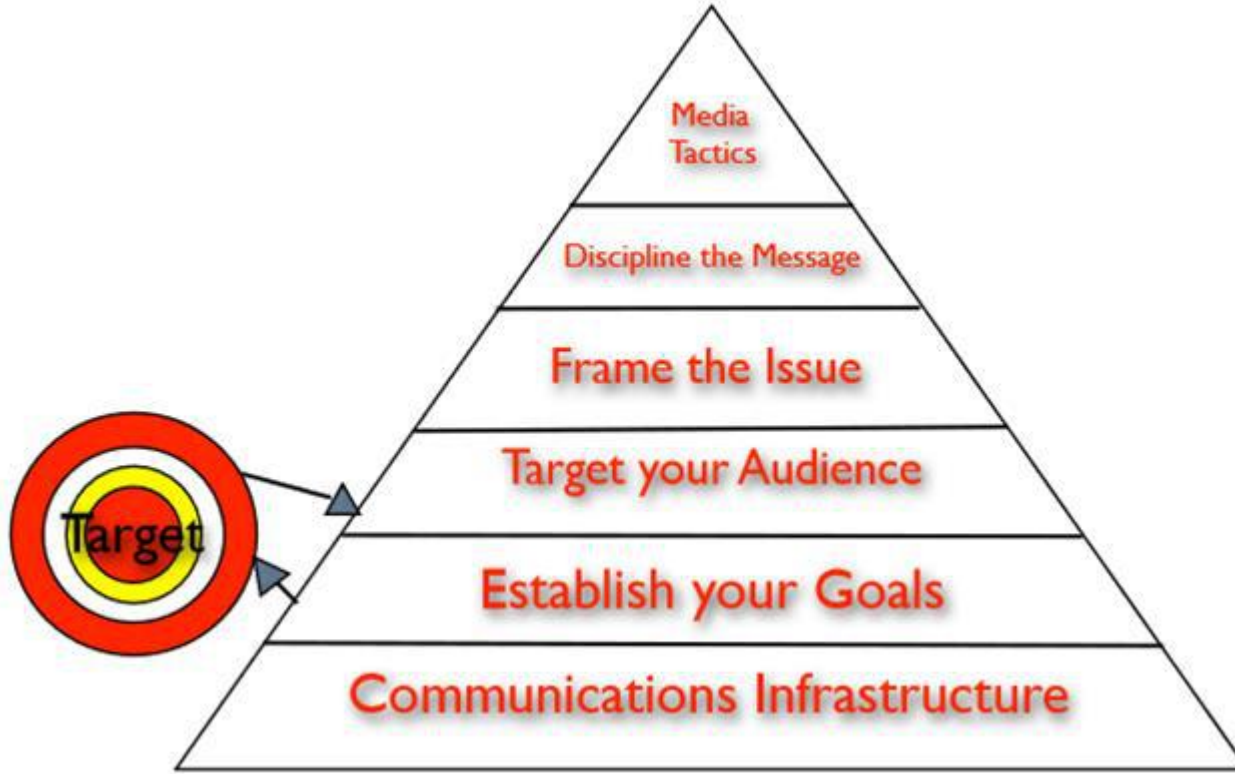 Media
Tactics
Discipline the Message
Frame the Issue
Target your Audience
Target
Establish your Goals
Communications Infrastructure